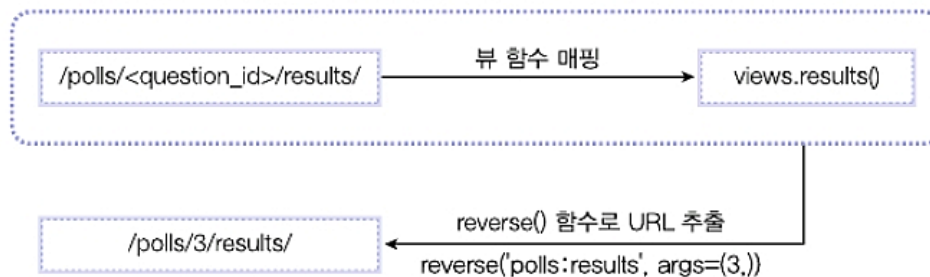 /polls/<question_id>/results/
뷰 함수 매핑
views.results()
reverse() 함수로 URL 추출
/polls/3/results/
reverse('polls:results', args=(3,))